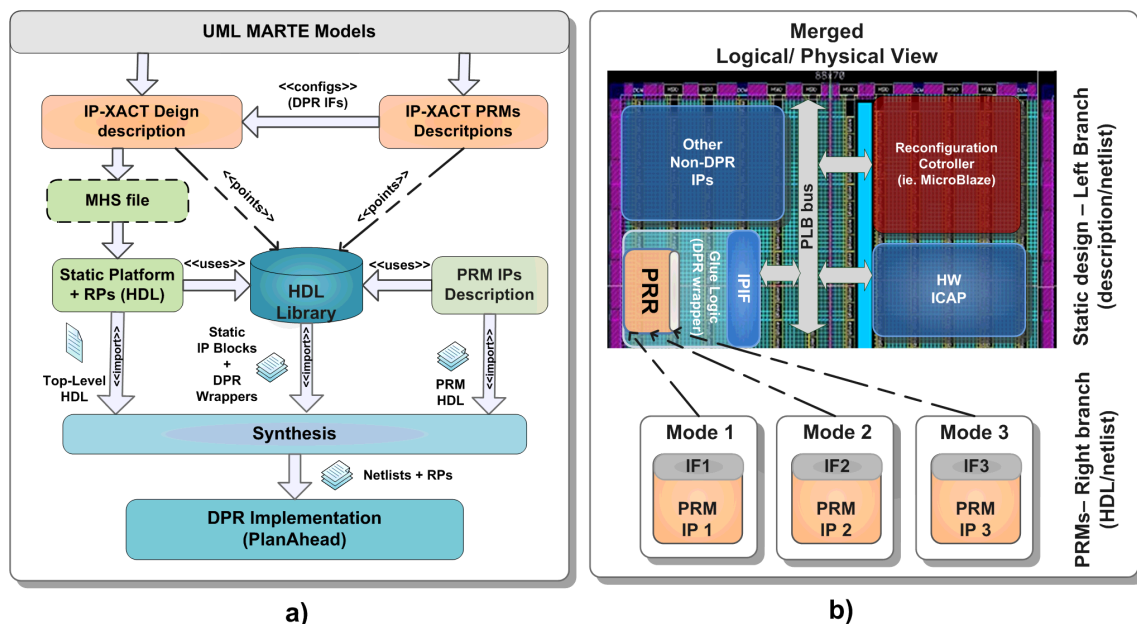 UML MARTE Models
<<configs>>
(DPR IFs)
IP-XACT Deign
description
IP-XACT PRMs
Descritpions
<<points>>
<<points>>
MHS file
Static Platform
+ RPs (HDL)
<<uses>>
HDL
Library
<<uses>>
PRM IPs
Description
<<import>>
Top-Level
HDL
Static
IP Blocks
+
DPR
Wrappers
<<import>>
PRM
HDL
<<import>>
Synthesis
Netlists + RPs
DPR Implementation
(PlanAhead)
a)
Merged
Logical/ Physical View
Other
Non-DPR
IPs
PLB bus
Reconfiguration
Cotroller
(ie. MicroBlaze)
PRR
Glue Logic
(DPR wrapper)
IPIF
HW
ICAP
Static design – Left Branch
(description/netlist)
Mode 1
IF1
PRM
IP 1
Mode 2
IF2
PRM
IP 2
Mode 3
IF3
PRM
IP 3
PRMs– Right branch
(HDL/netlist)
b)